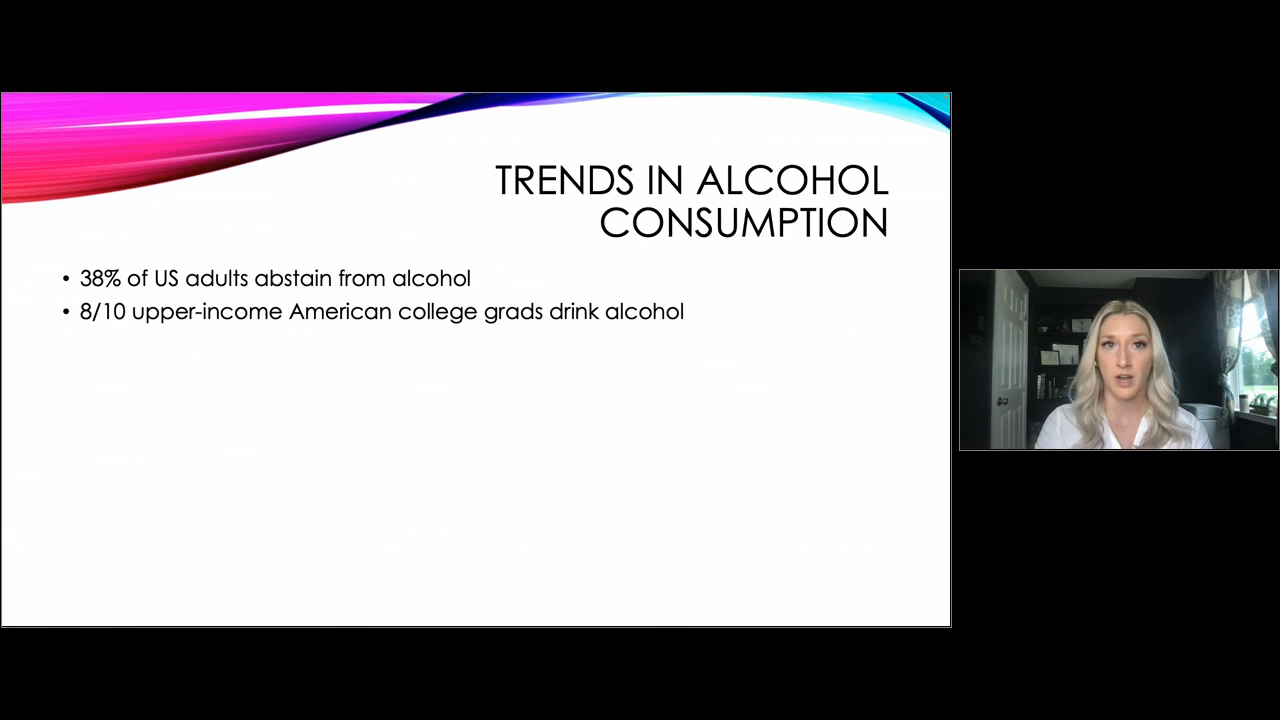 TRENDS IN ALCOHOL
CONSUMPTION
• 38% of US adults abstain from alcohol
• 8/10 upper-income American college grads drink alcohol